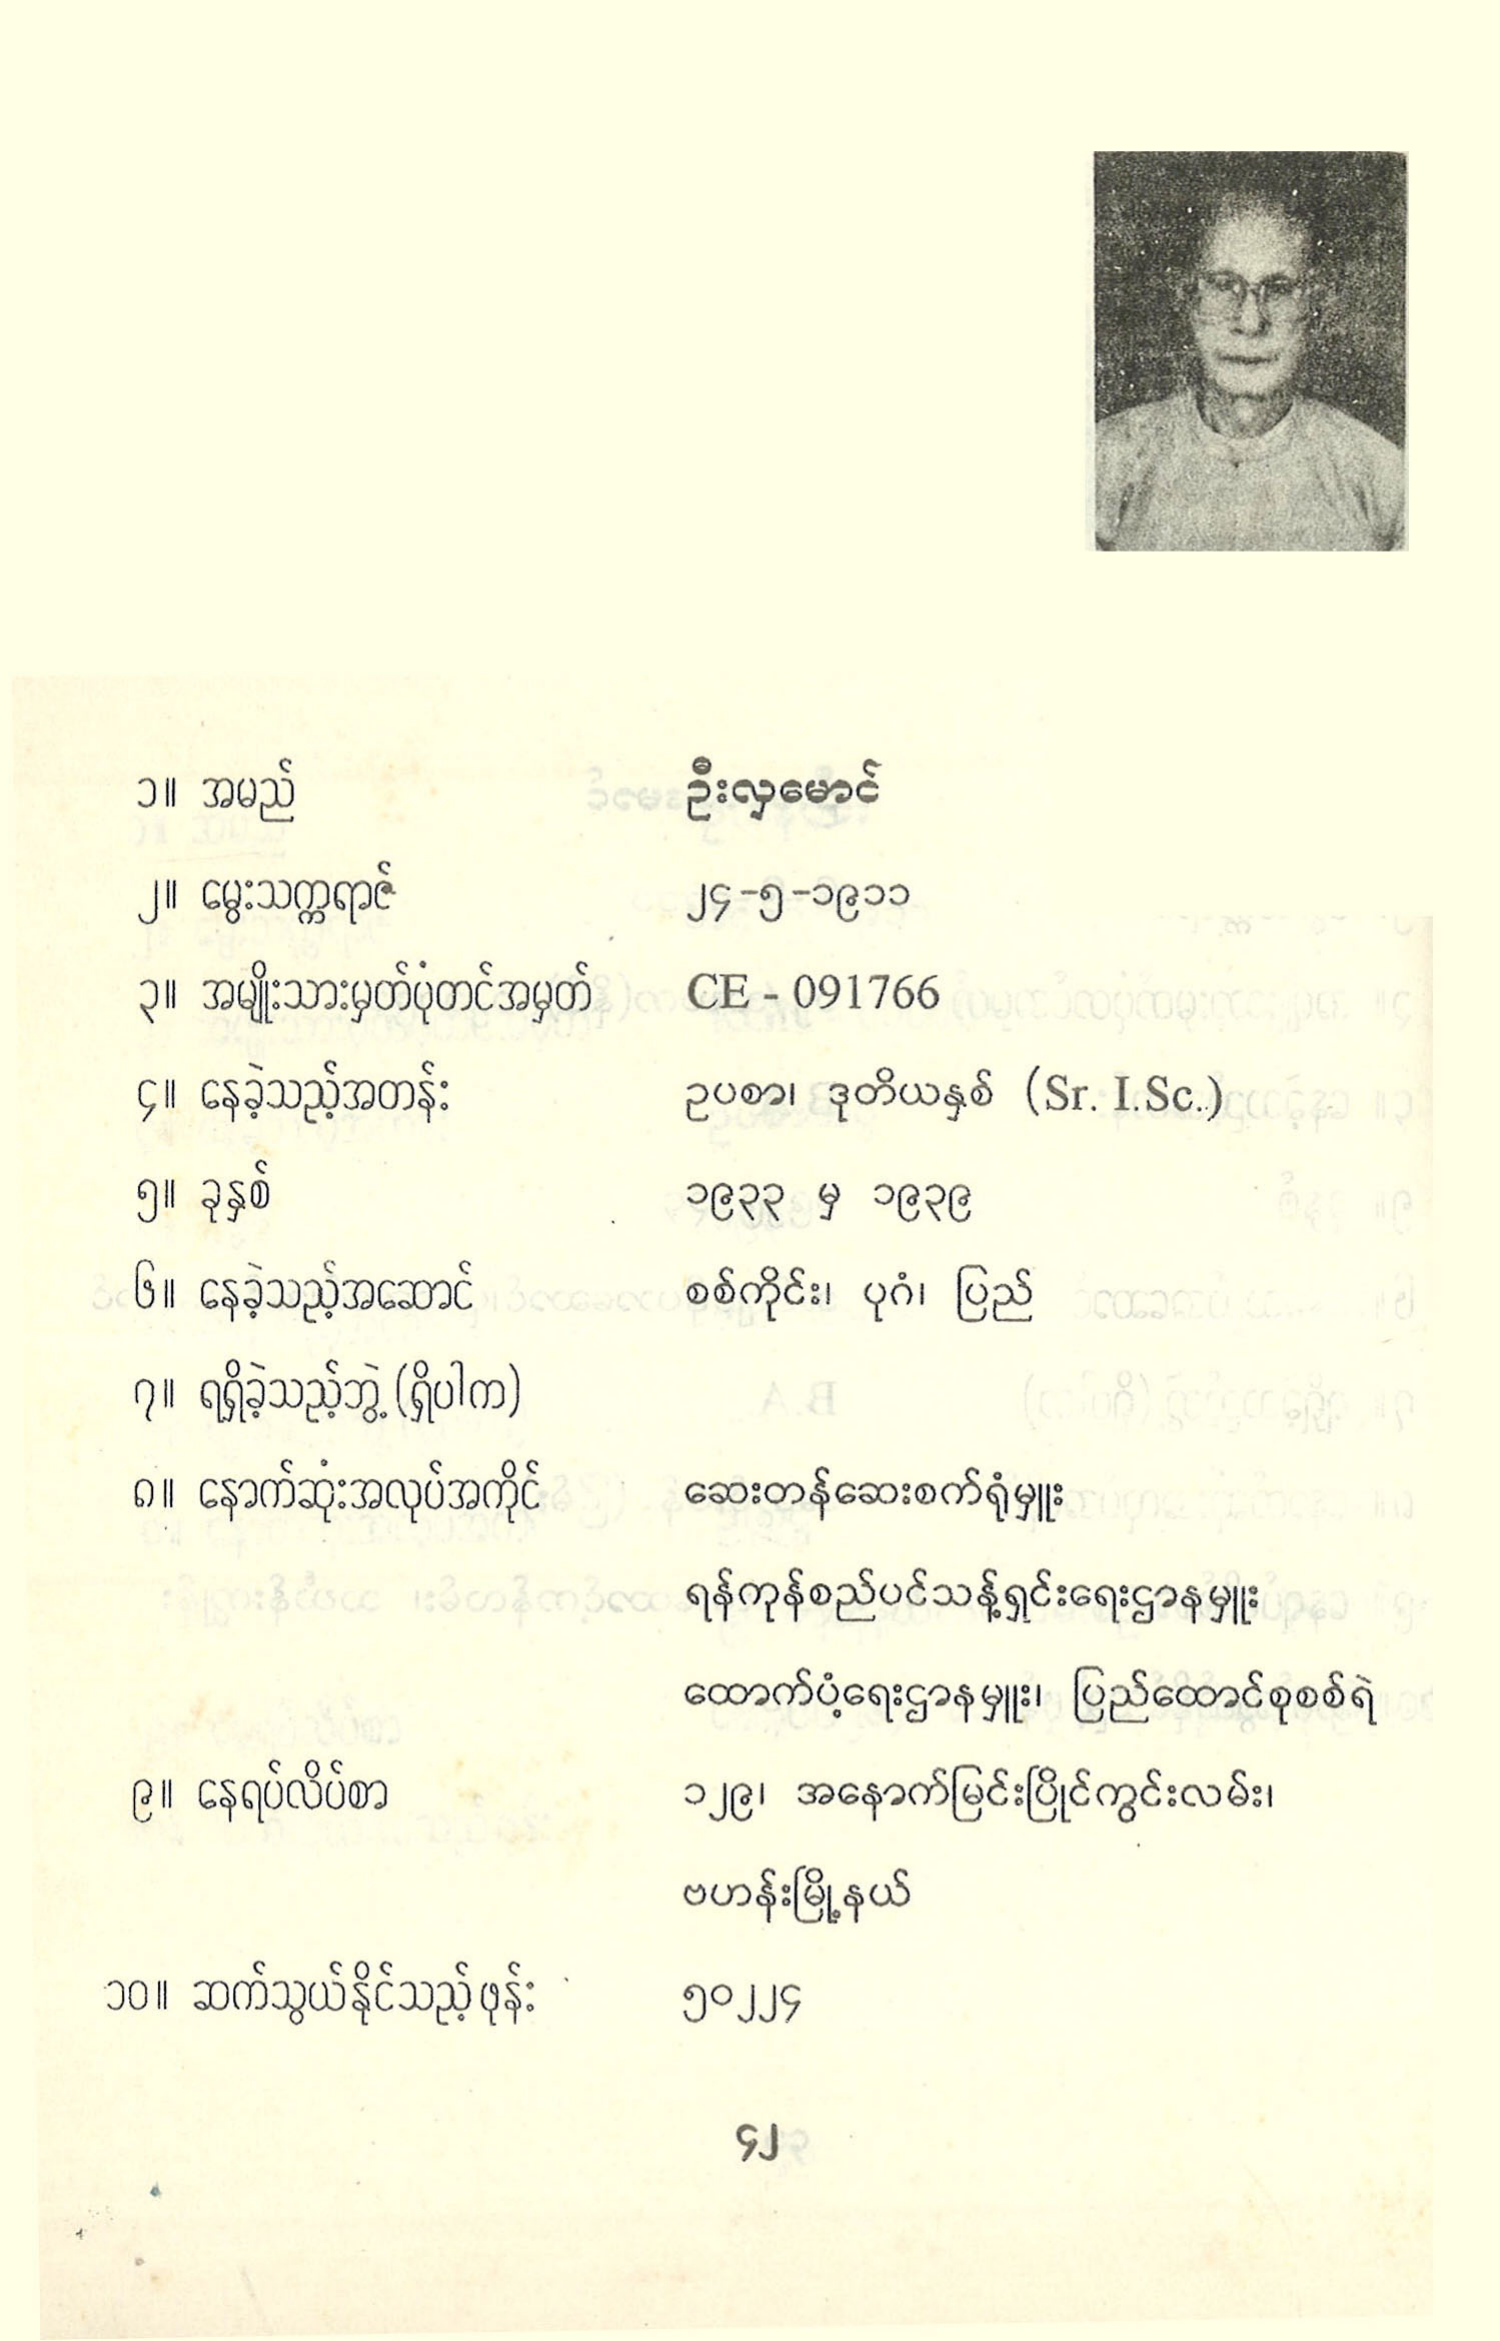 ၁။ အမည် ဦးလှမောင်
၂။ မွေးသက္ကရာဇ် ၂၄-၅-၁၉၁၁
၃။ အမျိုးသားမှတ်ပုံတင်အမှတ် CE - 091766
၄။ နေခဲ့သည့်အတန်း ဥပစာ၊ ဒုတိယနှစ် (Sr. I.Sc.)
၅။ ခုနှစ် ၁၉၃၃ မှ ၁၉၃၉
၆။ နေခဲ့သည့်အဆောင် စစ်ကိုင်း၊ ပုဂံ၊ ပြည်
၇။ ရရှိခဲ့သည့်ဘွဲ့ (ရှိပါက)
၈။ နောက်ဆုံးအလုပ်အကိုင် ဆေးတန်ဆေးစက်ရုံမှူး
ရန်ကုန်စည်ပင်သန့်ရှင်းရေးဌာနမှူး
ထောက်ပံ့ရေးဌာနမှူး၊ ပြည်ထောင်စုစစ်ရဲ
၉။ နေရပ်လိပ်စာ ၁၂၉၊ အနောက်မြင်းပြိုင်ကွင်းလမ်း၊
ဗဟန်းမြို့နယ်
၁၀။ ဆက်သွယ်နိုင်သည့်ဖုန်း ၅၀၂၂၄
၄၂